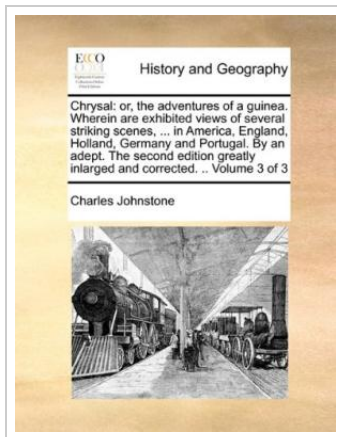 ECCO
History and Geography
Chrysal: or, the adventures of a guinea.
Wherein are exhibited views of several
striking scenes, ... in America, England,
Holland, Germany and Portugal. By an
adept. The second edition greatly
inlarged and corrected. .. Volume 3 of 3
Charles Johnstone